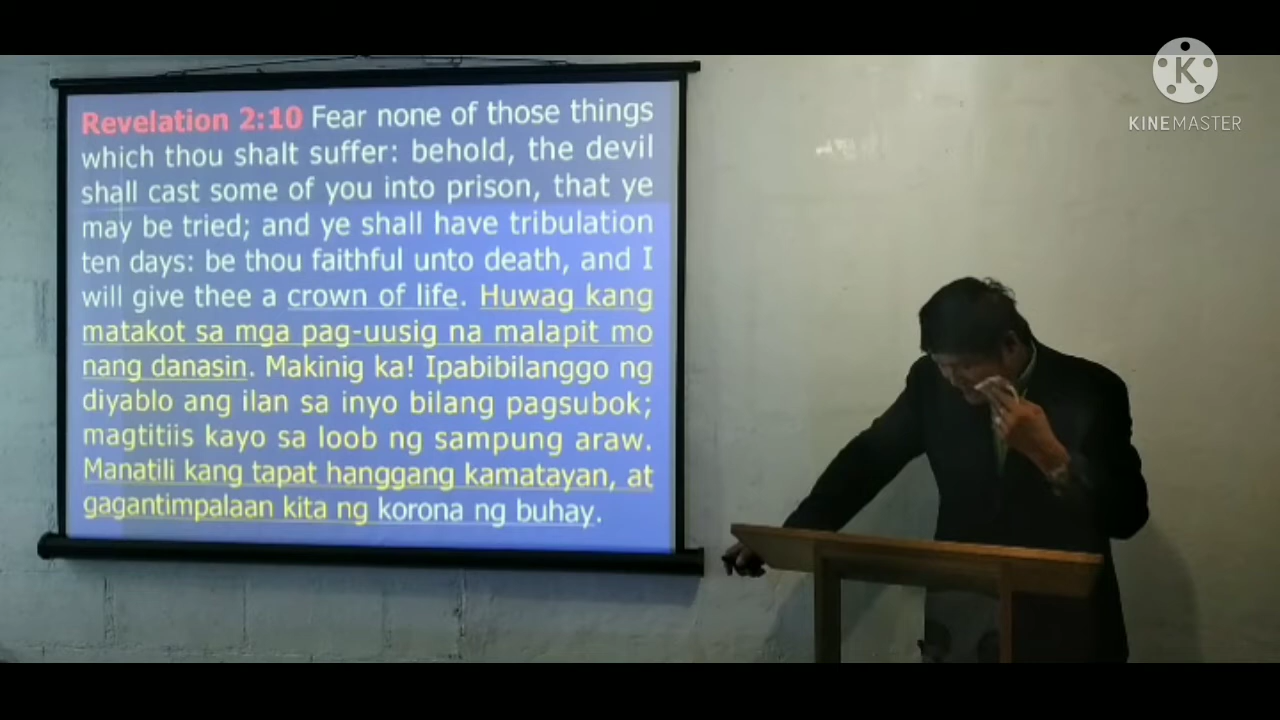 Revelation 2:10 Fear none of those things
which thou shalt suffer: behold, the devil
shall cast some of you into prison, that ye
may be tried; and ye shall have tribulation
ten days: be thou faithful unto death, and I
will give thee a crown of life. Huwag kang
matakot sa mga pag-uusig na malapit mo
nang danasin. Makinig ka! Ipabibilanggo ng
diyablo ang ilan sa inyo bilang pagsubok;
magtitiis kayo sa loob ng sampung araw.
Manatili kang tapat hanggang kamatayan, at
gagantimpalaan kita ng korona ng buhay.
K
KINEMASTER